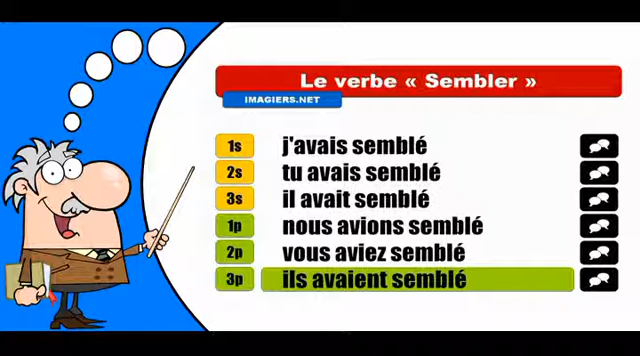 Le verbe « Sembler »
IMAGIERS.NET
1s j'avais semblé
2s tu avais semblé
3s il avait semblé
1p nous avions semblé
2p vous aviez semblé
3p ils avaient semblé